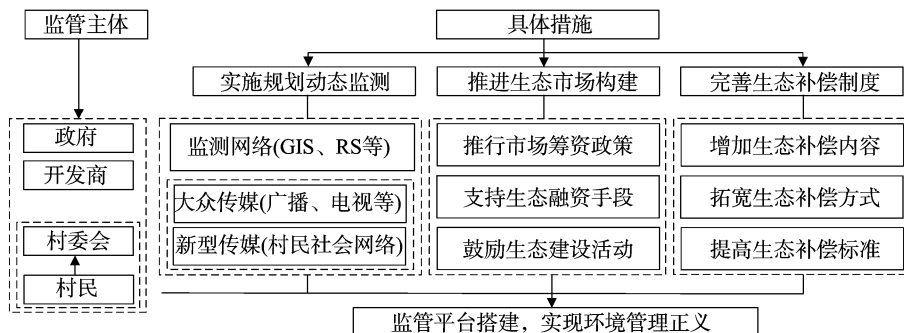 监管主体
具体措施
实施规划动态监测
推进生态市场构建
完善生态补偿制度
政府
开发商
村委会
村民
监测网络(GIS、RS等)
大众传媒(广播、电视等)
新型传媒(村民社会网络)
推行市场筹资政策
支持生态融资手段
鼓励生态建设活动
增加生态补偿内容
拓宽生态补偿方式
提高生态补偿标准
监管平台搭建，实现环境管理正义